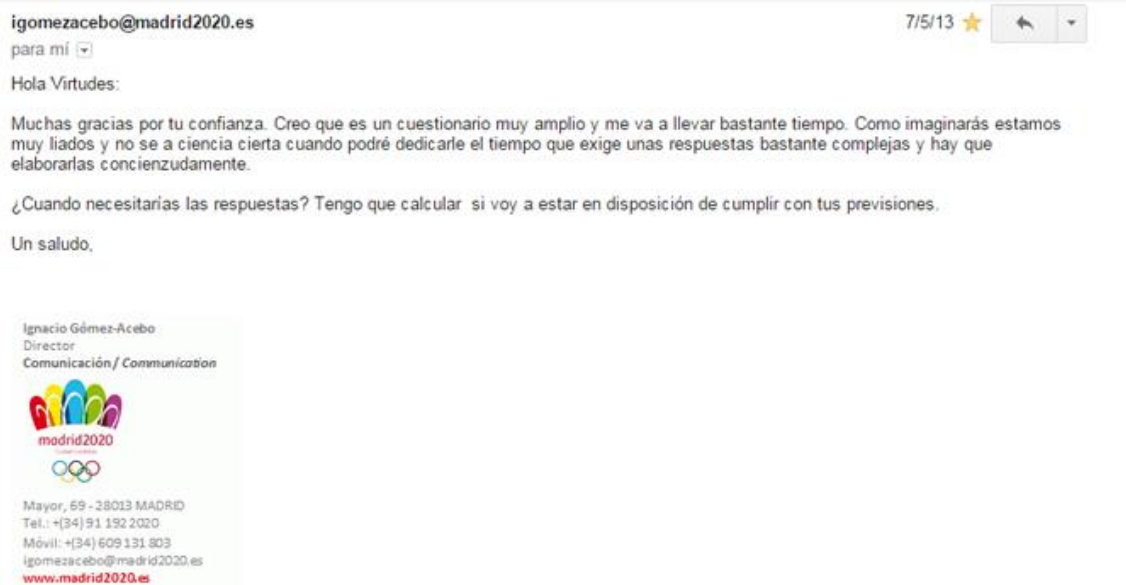 igomezacebo@madrid2020.es
7/5/13
para mí
Hola Virtudes:
Muchas gracias por tu confianza. Creo que es un cuestionario muy amplio y me va a llevar bastante tiempo. Como imaginarás estamos
muy liados y no se a ciencia cierta cuando podré dedicarle el tiempo que exige unas respuestas bastante complejas y hay que
elaborarlas concienzudamente.
¿Cuando necesitarías las respuestas? Tengo que calcular si voy a estar en disposición de cumplir con tus previsiones.
Un saludo,
Ignacio Gómez-Acebo
Director
Comunicación / Communication
madrid2020
Mayor, 69 - 28013 MADRID
Tel.: +(34) 91 192 2020
Móvil: +(34) 609 131 803
igomezacebo@madrid2020.es
www.madrid2020.es